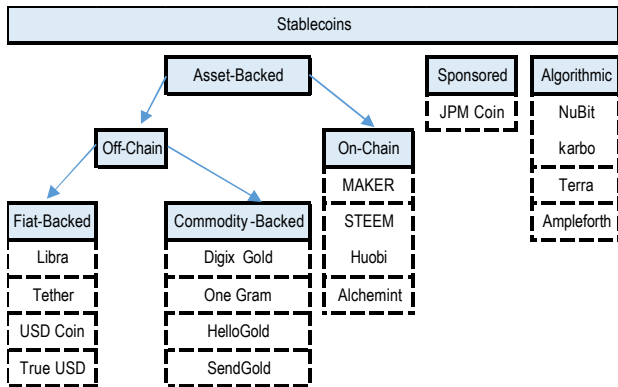 Stablecoins
Asset-Backed
Sponsored
Algorithmic
JPM Coin
NuBit
karbo
Terra
Ampleforth
Off-Chain
On-Chain
MAKER
STEEM
Huobi
Alchemint
Fiat-Backed
Libra
Tether
USD Coin
True USD
Commodity-Backed
Digix Gold
One Gram
HelloGold
SendGold